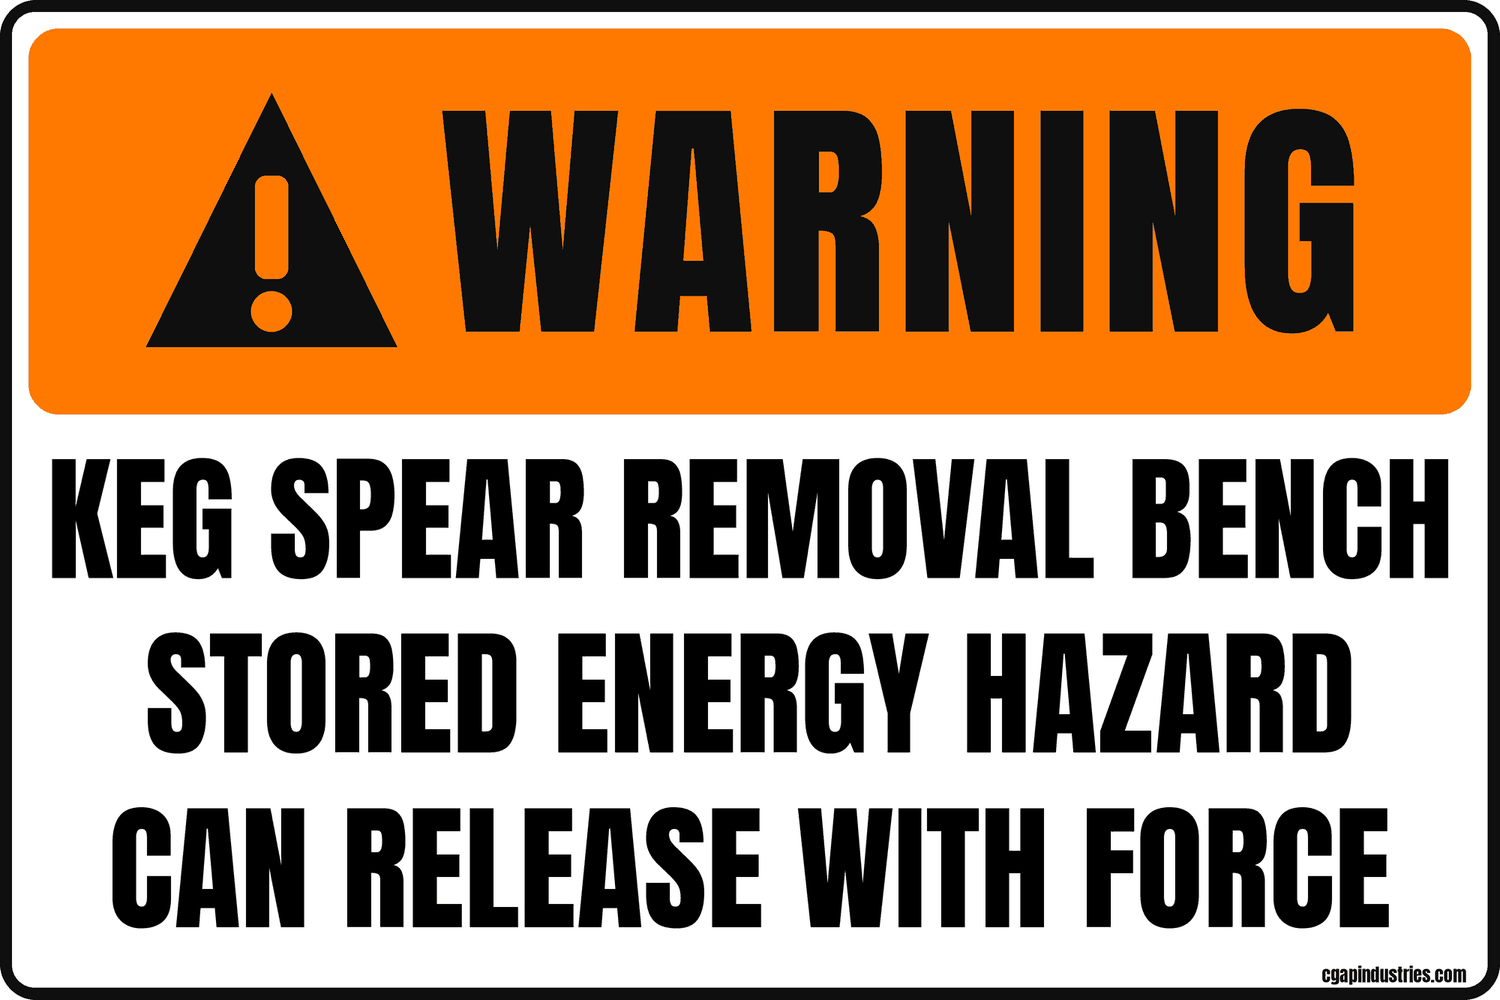 WARNING
KEG SPEAR REMOVAL BENCH
STORED ENERGY HAZARD
CAN RELEASE WITH FORCE
cgapindustries.com